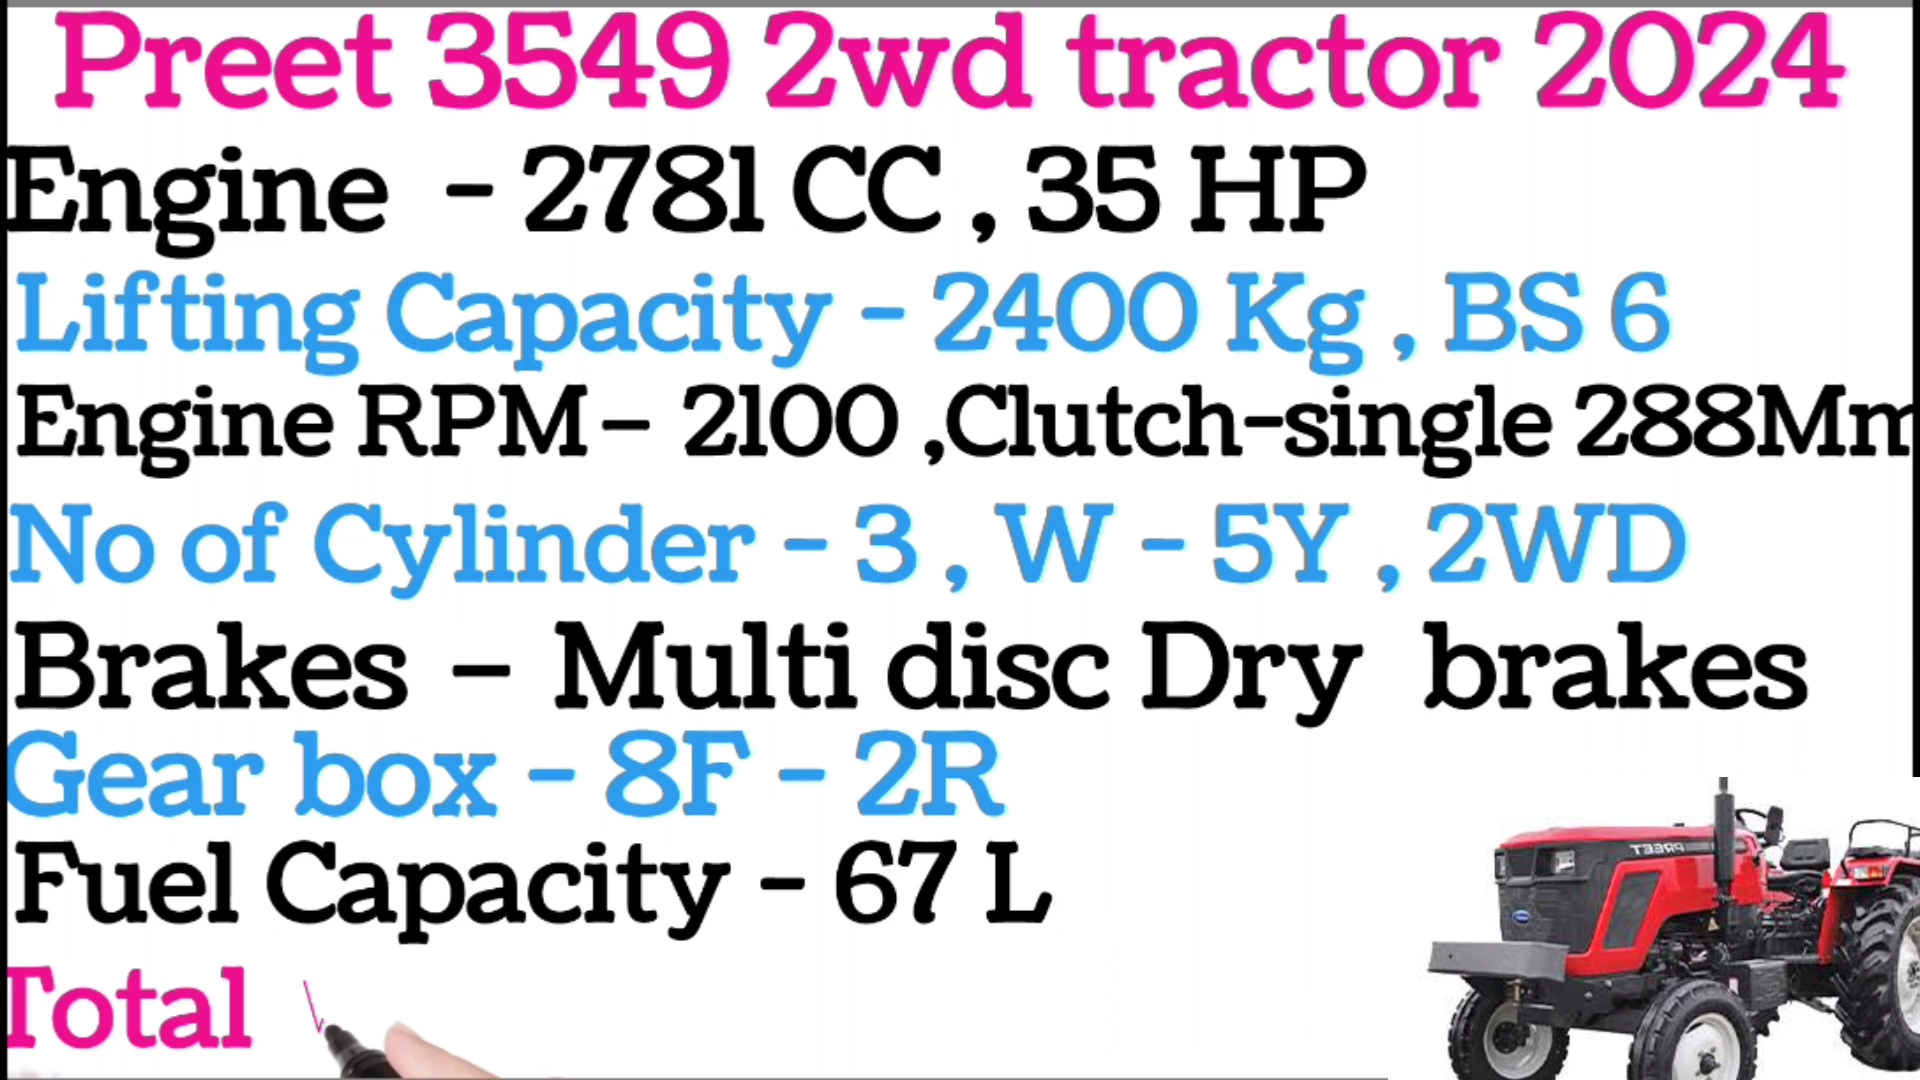 Preet 3549 2wd tractor 2024
Engine - 2781 CC , 35 HP
Lifting Capacity - 2400 Kg , BS 6
Engine RPM - 2100 ,Clutch-single 288Mm
No of Cylinder - 3 , W - 5Y , 2WD
Brakes - Multi disc Dry brakes
Gear box - 8F - 2R
Fuel Capacity - 67 L
PREET
Total